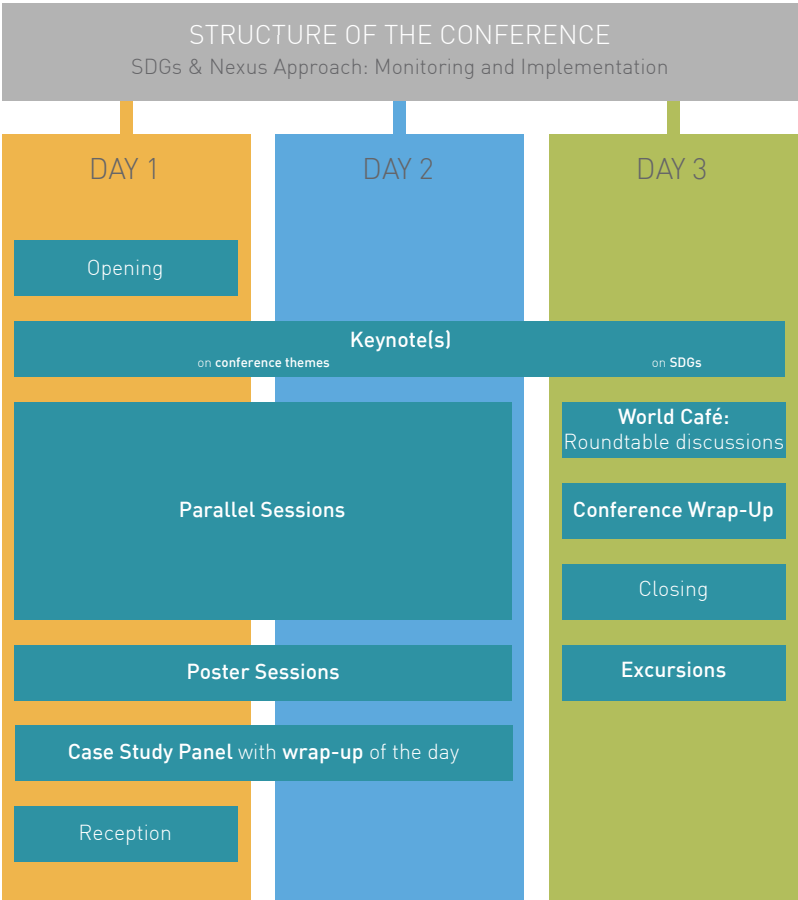 STRUCTURE OF THE CONFERENCE
SDGs & Nexus Approach: Monitoring and Implementation
DAY 1
DAY 2
DAY 3
Opening
Keynote(s)
on conference themes
on SDGs
Parallel Sessions
World Café:
Roundtable discussions
Conference Wrap-Up
Closing
Poster Sessions
Excursions
Case Study Panel with wrap-up of the day
Reception